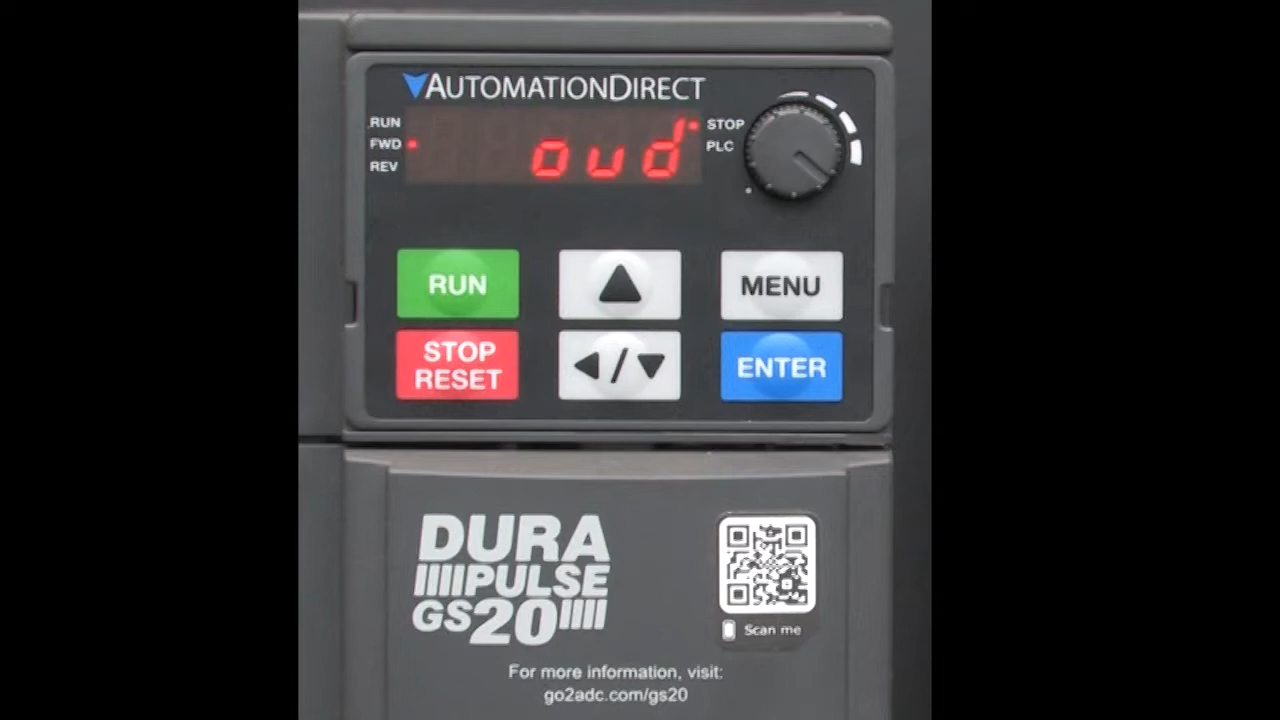 AUTOMATIONDIRECT
RUN
FWD
REV
oud
STOP
PLC
RUN
MENU
STOP
RESET
/
ENTER
DURA
PULSE
GS20
Scan me
For more information, visit:
go2adc.com/gs20